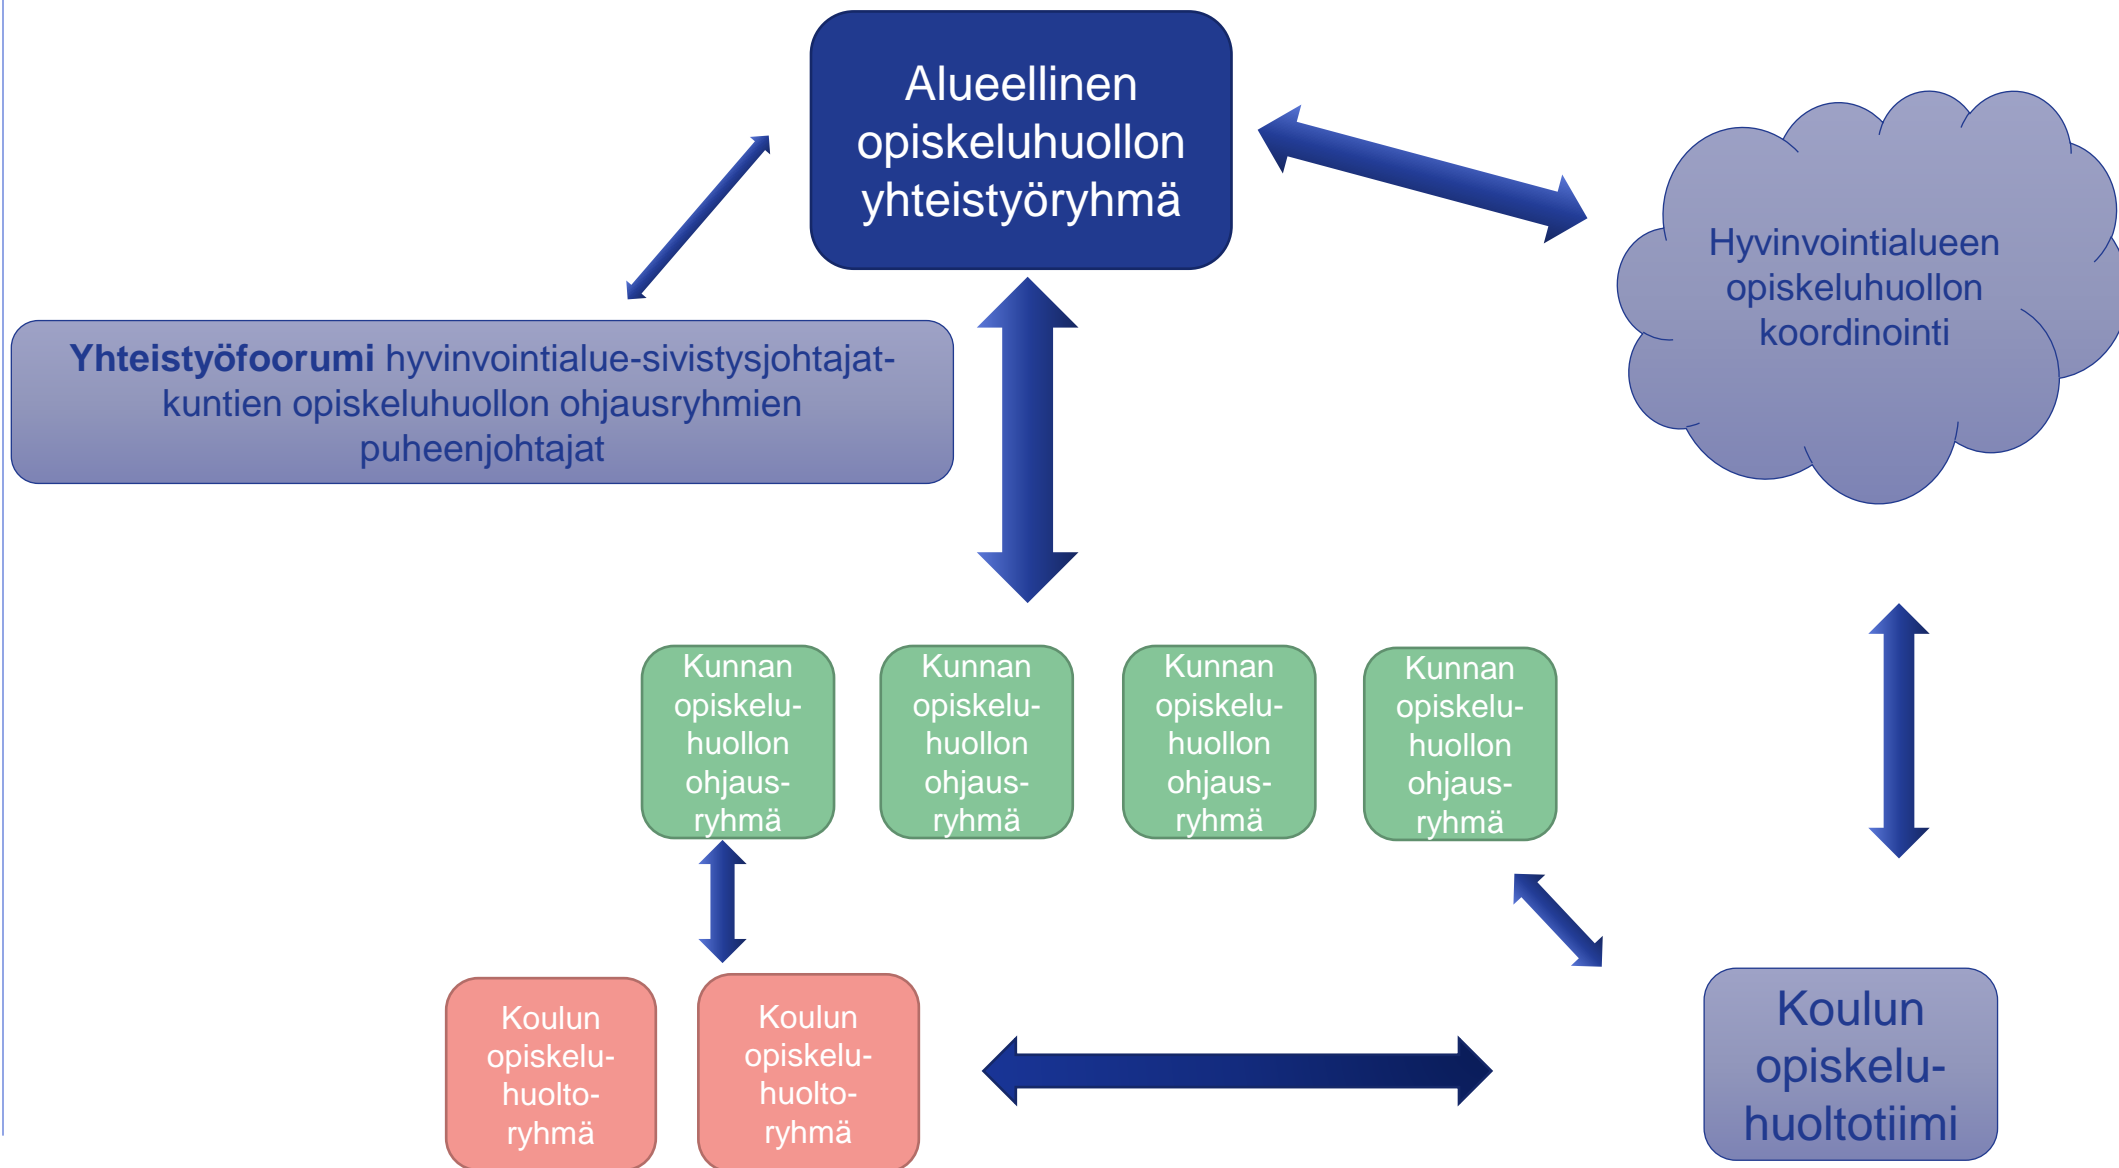 Alueellinen
opiskeluhuollon
yhteistyöryhmä
Hyvinvointialueen
opiskeluhuollon
koordinointi
Yhteistyöfoorumi hyvinvointialue-sivistysjohtajat-
kuntien opiskeluhuollon ohjausryhmien
puheenjohtajat
Kunnan
opiskelu-
huollon
ohjaus-
ryhmä
Kunnan
opiskelu-
huollon
ohjaus-
ryhmä
Kunnan
opiskelu-
huollon
ohjaus-
ryhmä
Kunnan
opiskelu-
huollon
ohjaus-
ryhmä
Koulun
opiskelu-
huolto-
ryhmä
Koulun
opiskelu-
huolto-
ryhmä
Koulun
opiskelu-
huoltotiimi